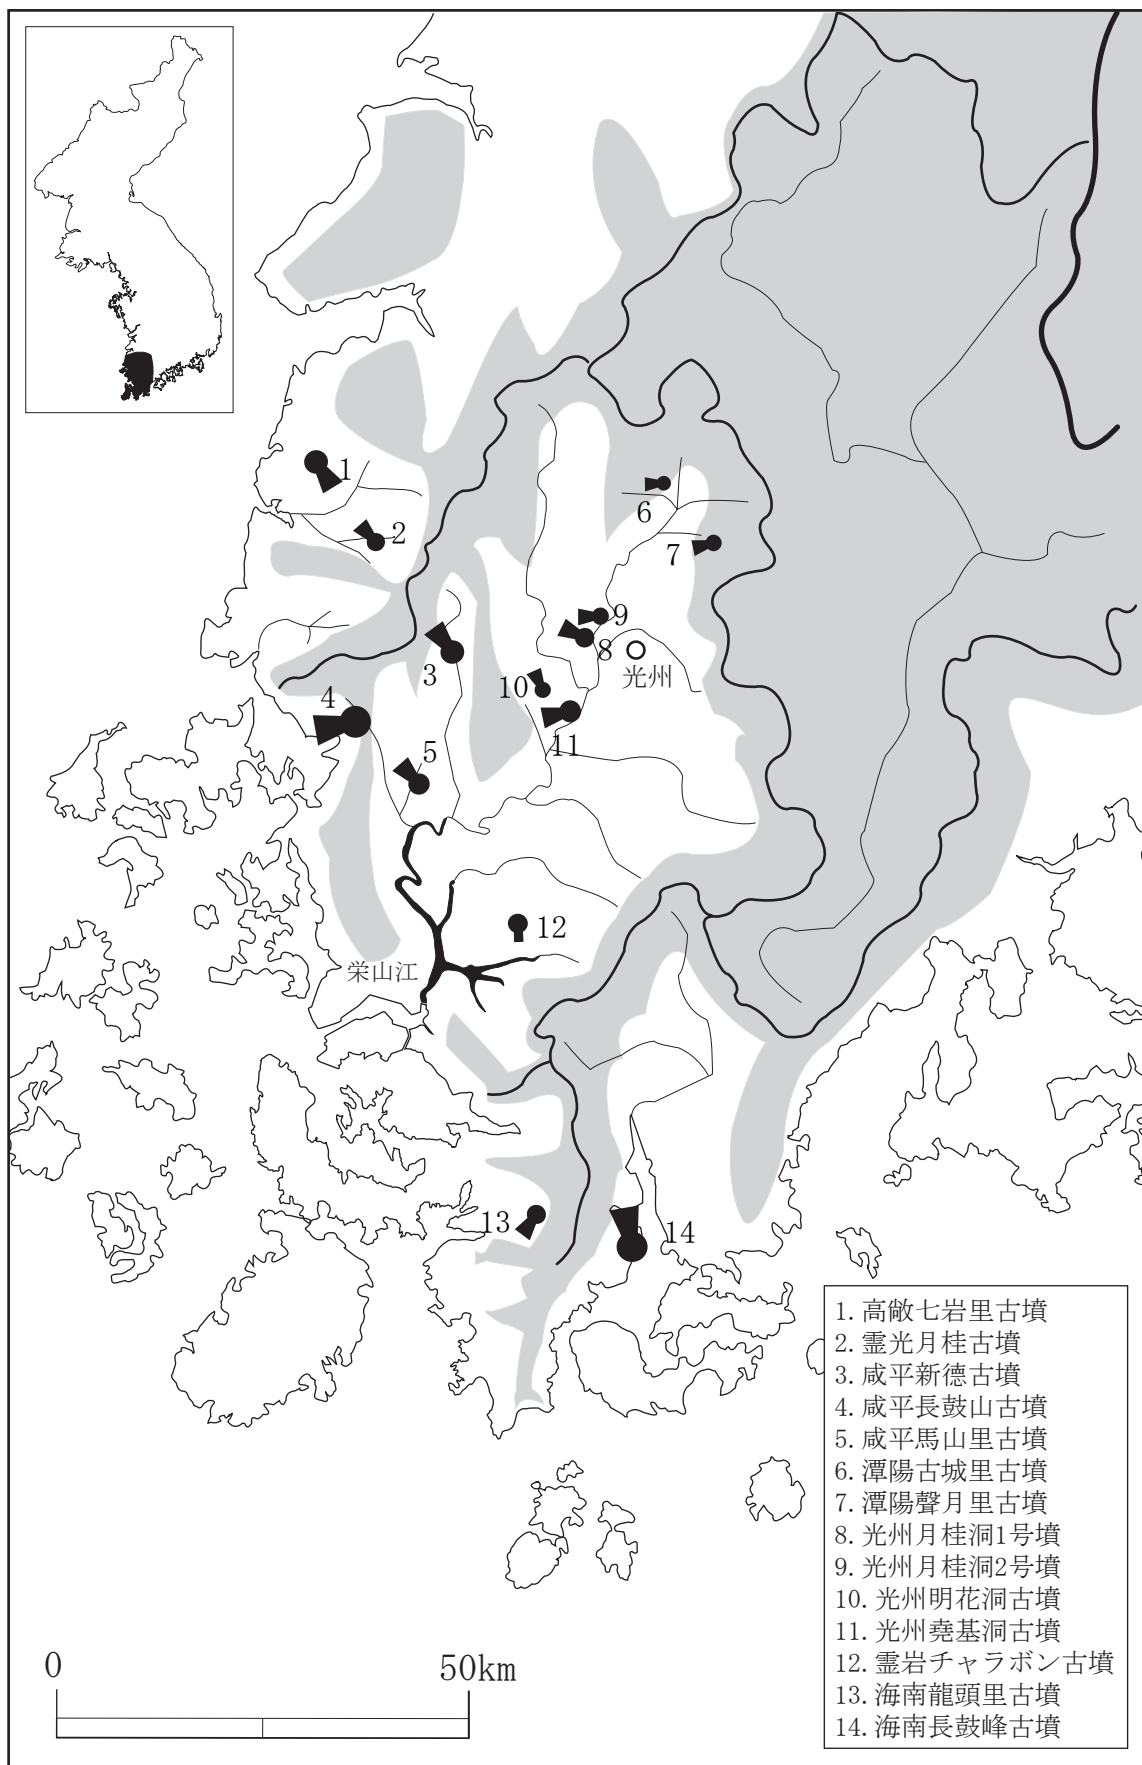 1
2
6
7
9
8
光州
3
10
4
11
5
12
栄山江
13
14
0
50km
1. 高敞七岩里古墳
2. 霊光月桂古墳
3. 咸平新德古墳
4. 咸平長鼓山古墳
5. 咸平馬山里古墳
6. 潭陽古城里古墳
7. 潭陽聲月里古墳
8. 光州月桂洞1号墳
9. 光州月桂洞2号墳
10. 光州明花洞古墳
11. 光州堯基洞古墳
12. 霊岩チャラボン古墳
13. 海南龍頭里古墳
14. 海南長鼓峰古墳